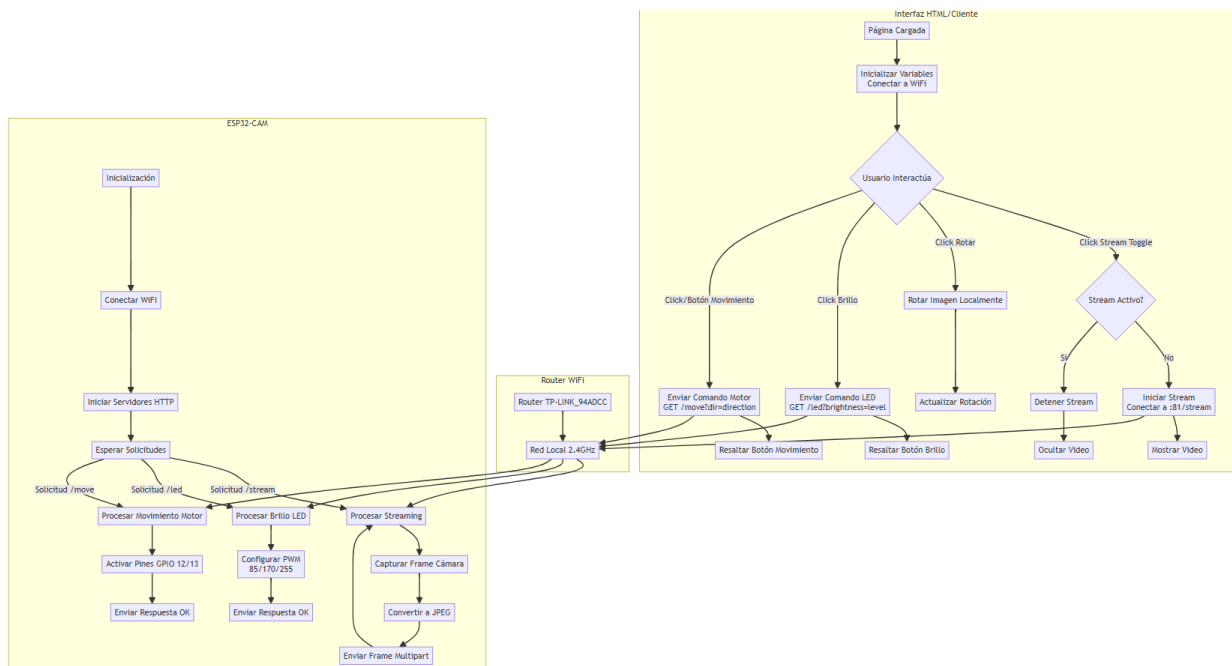 Interfaz HTML/Cliente
Página Cargada
Inicializar Variables
Conectar a WiFi
Usuario Interactúa
Click/Botón Movimiento
Click Brillo
Click Rotar
Click Stream Toggle
Rotar Imagen Localmente
Stream Activo?
Sí
No
Enviar Comando Motor
GET /move?dir=direction
Enviar Comando LED
GET /led?brightness=level
Actualizar Rotación
Detener Stream
Iniciar Stream
Conectar a :81/stream
Resaltar Botón Movimiento
Resaltar Botón Brillo
Ocultar Video
Mostrar Video
Router WiFi
Router TP-LINK_94ADCC
Red Local 2.4GHz
ESP32-CAM
Inicialización
Conectar WiFi
Iniciar Servidores HTTP
Esperar Solicitudes
Solicitud /move
Solicitud /led
Solicitud /stream
Procesar Movimiento Motor
Procesar Brillo LED
Procesar Streaming
Activar Pines GPIO 12/13
Configurar PWM
85/170/255
Capturar Frame Cámara
Enviar Respuesta OK
Enviar Respuesta OK
Convertir a JPEG
Enviar Frame Multipart